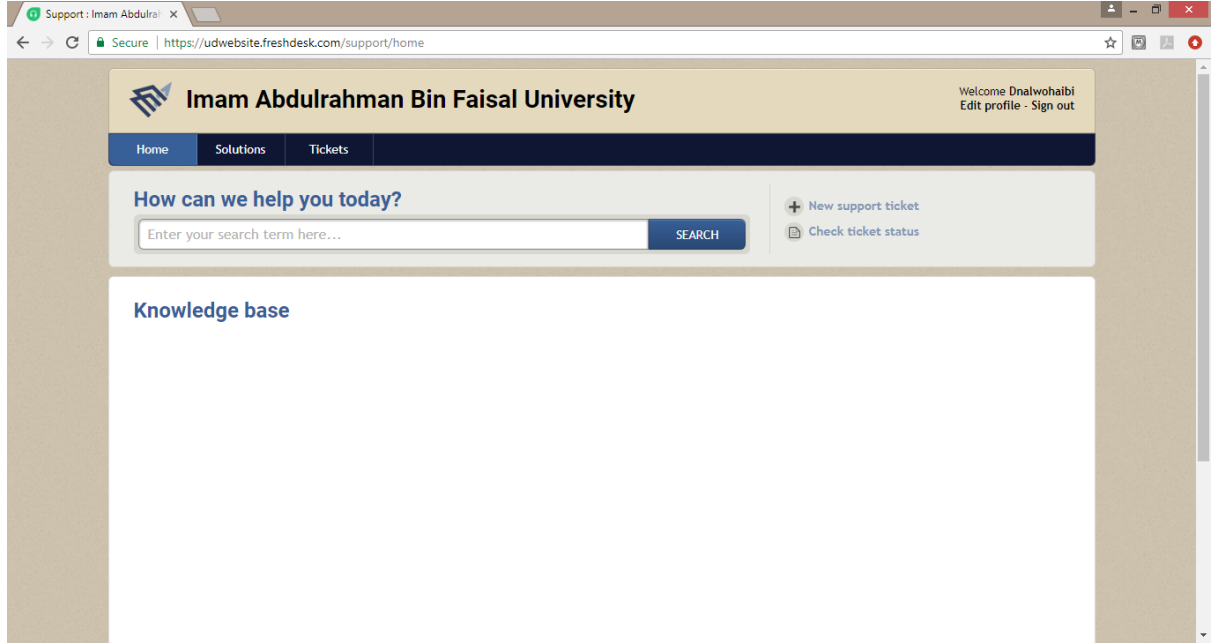 Support : Imam Abdulrah
Secure | https://udwebsite.freshdesk.com/support/home
Imam Abdulrahman Bin Faisal University
Welcome Dnalwohaibi
Edit profile - Sign out
Home Solutions Tickets
How can we help you today?
Enter your search term here...
SEARCH
New support ticket
Check ticket status
Knowledge base